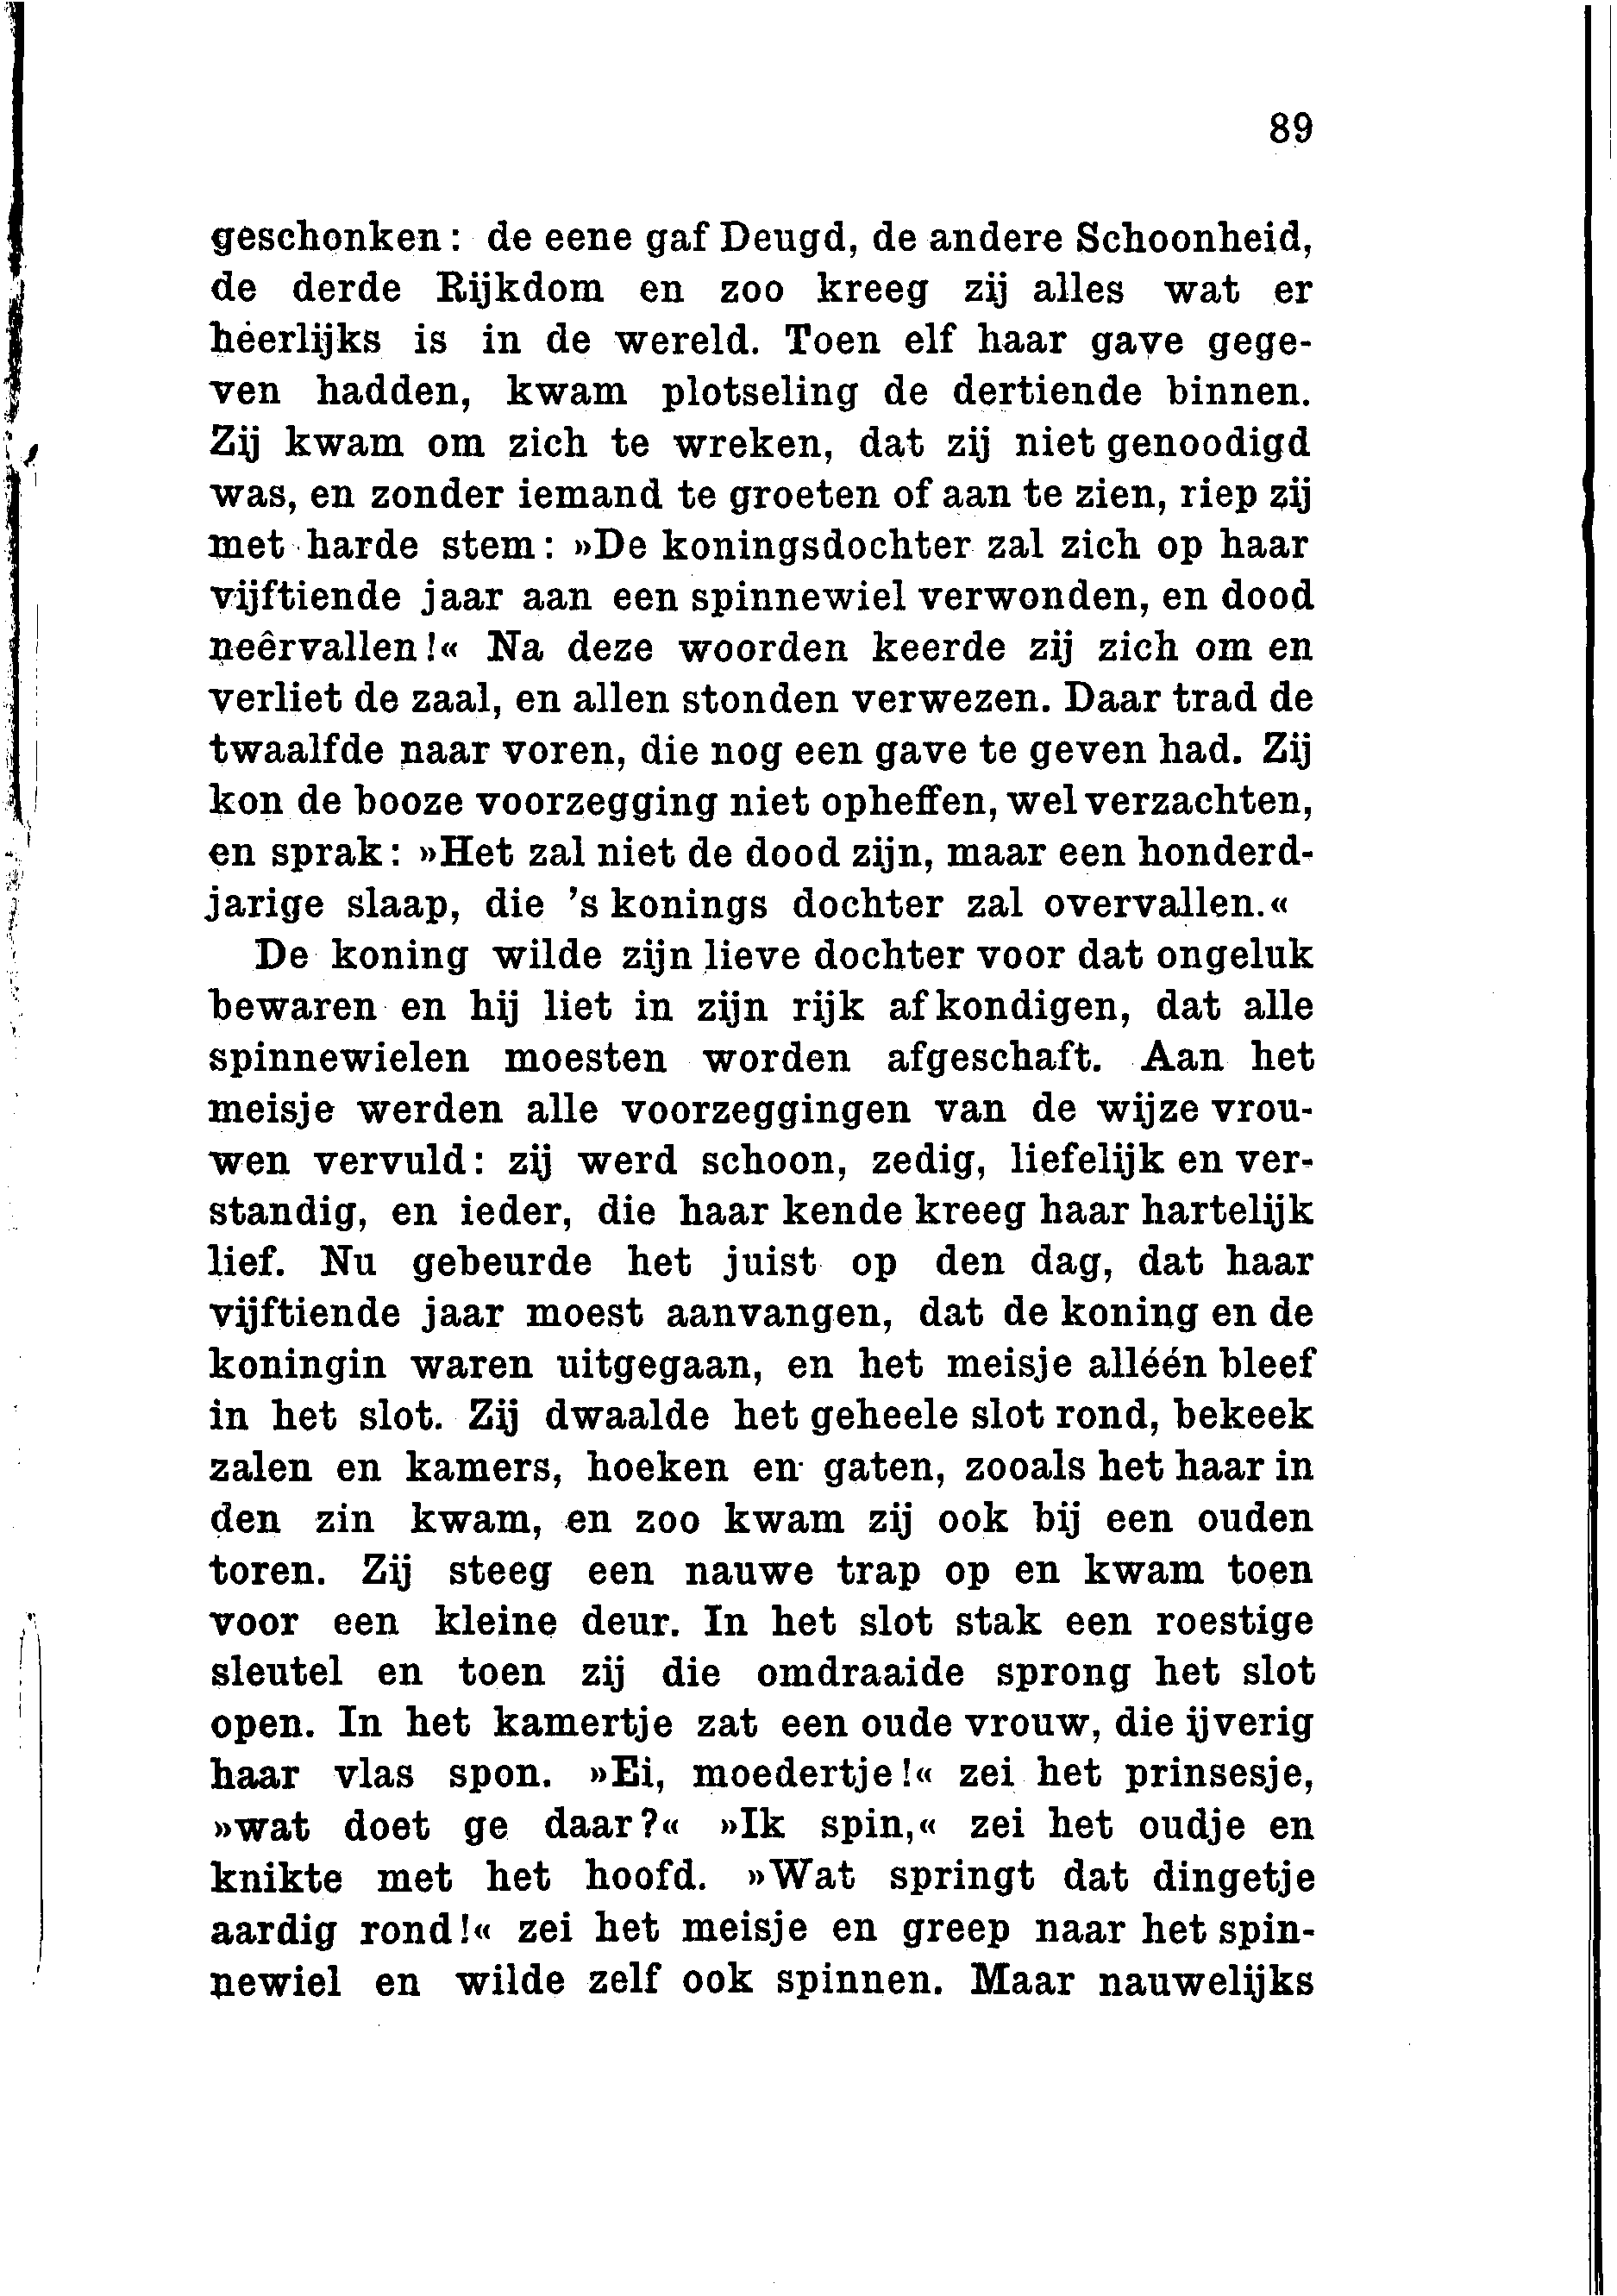 89
geschonken: de eene gaf Deugd, de andere Schoonheid,
de derde Rijkdom en zoo kreeg zij alles wat er
heerlijks is in de wereld. Toen elf haar gave gege-
ven hadden, kwam plotseling de dertiende binnen.
Zij kwam om zich te wreken, dat zij niet genoodigd
was, en zonder iemand te groeten of aan te zien, riep zij
met harde stem: »De koningsdochter zal zich op haar
vijftiende jaar aan een spinnewiel verwonden, en dood
neêrvallen!« Na deze woorden keerde zij zich om en
verliet de zaal, en allen stonden verwezen. Daar trad de
twaalfde naar voren, die nog een gave te geven had. Zij
kon de booze voorzegging niet opheffen, wel verzachten,
en sprak: »Het zal niet de dood zijn, maar een honderd-
jarige slaap, die 's konings dochter zal overvallen.«
De koning wilde zijn lieve dochter voor dat ongeluk
bewaren en hij liet in zijn rijk afkondigen, dat alle
spinnewielen moesten worden afgeschaft. Aan het
meisje werden alle voorzeggingen van de wijze vrou-
wen vervuld: zij werd schoon, zedig, liefelijk en ver-
standig, en ieder, die haar kende kreeg haar hartelijk
lief. Nu gebeurde het juist op den dag, dat haar
vijftiende jaar moest aanvangen, dat de koning en de
koningin waren uitgegaan, en het meisje alléén bleef
in het slot. Zij dwaalde het geheele slot rond, bekeek
zalen en kamers, hoeken en gaten, zooals het haar in
den zin kwam, en zoo kwam zij ook bij een ouden
toren. Zij steeg een nauwe trap op en kwam toen
voor een kleine deur. In het slot stak een roestige
sleutel en toen zij die omdraaide sprong het slot
open. In het kamertje zat een oude vrouw, die ijverig
haar vlas spon. »Ei, moedertje!« zei het prinsesje,
»wat doet ge daar?« »Ik spin,« zei het oudje en
knikte met het hoofd. »Wat springt dat dingetje
aardig rond!« zei het meisje en greep naar het spin-
newiel en wilde zelf ook spinnen. Maar nauwelijks